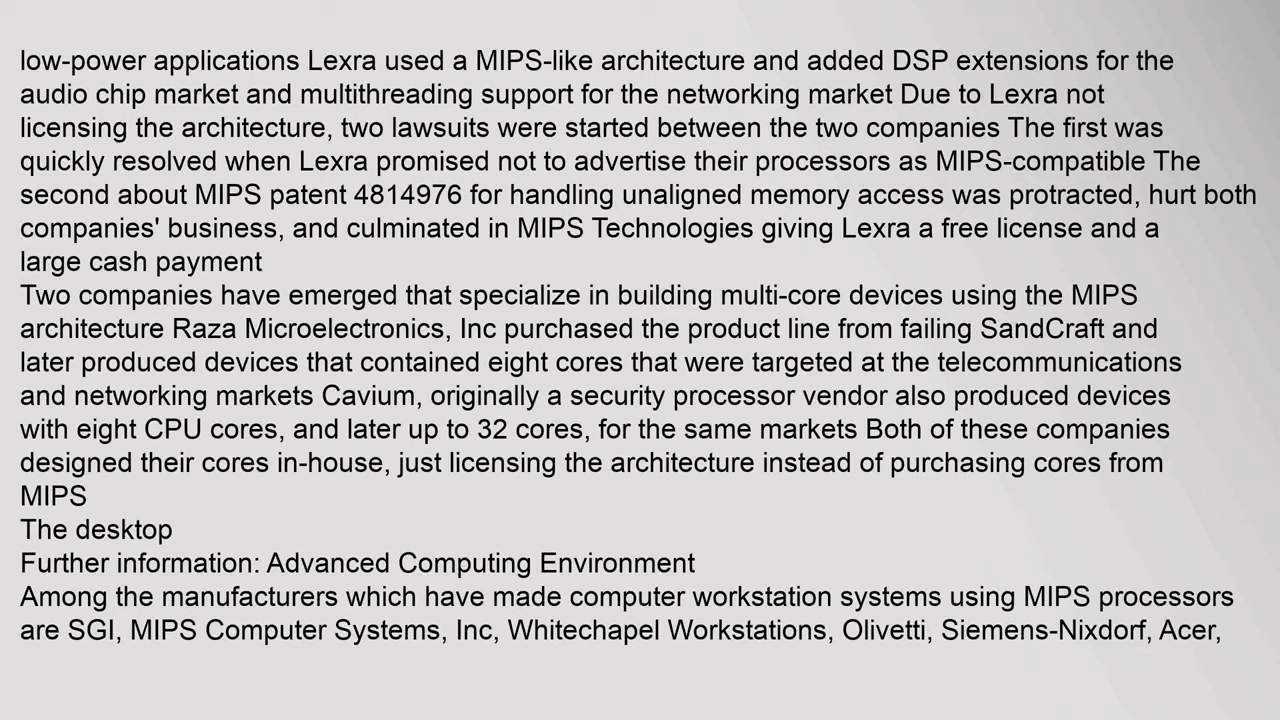 low-power applications Lexra used a MIPS-like architecture and added DSP extensions for the
audio chip market and multithreading support for the networking market Due to Lexra not
licensing the architecture, two lawsuits were started between the two companies The first was
quickly resolved when Lexra promised not to advertise their processors as MIPS-compatible The
second about MIPS patent 4814976 for handling unaligned memory access was protracted, hurt both
companies' business, and culminated in MIPS Technologies giving Lexra a free license and a
large cash payment
Two companies have emerged that specialize in building multi-core devices using the MIPS
architecture Raza Microelectronics, Inc purchased the product line from failing SandCraft and
later produced devices that contained eight cores that were targeted at the telecommunications
and networking markets Cavium, originally a security processor vendor also produced devices
with eight CPU cores, and later up to 32 cores, for the same markets Both of these companies
designed their cores in-house, just licensing the architecture instead of purchasing cores from
MIPS
The desktop
Further information: Advanced Computing Environment
Among the manufacturers which have made computer workstation systems using MIPS processors
are SGI, MIPS Computer Systems, Inc, Whitechapel Workstations, Olivetti, Siemens-Nixdorf, Acer,